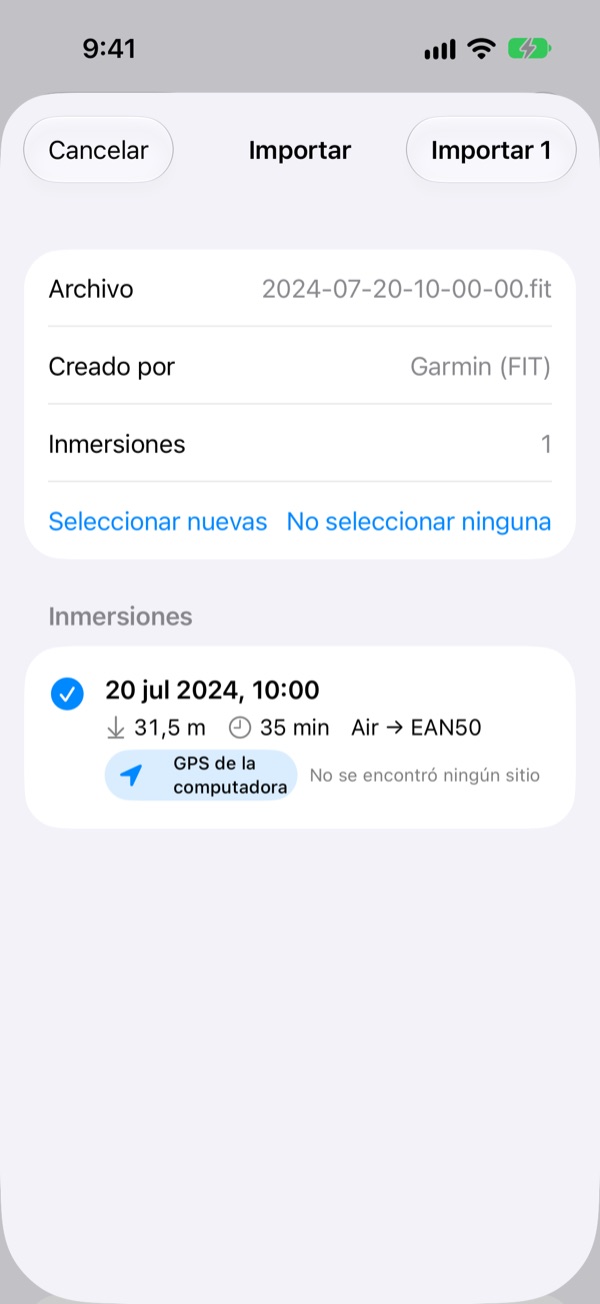 9:41
Cancelar
Importar
Importar 1
Archivo
2024-07-20-10-00-00.fit
Creado por
Garmin (FIT)
Inmersiones
1
Seleccionar nuevas
No seleccionar ninguna
Inmersiones
20 jul 2024, 10:00
31,5 m
35 min
Air → EAN50
GPS de la
computadora
No se encontró ningún sitio